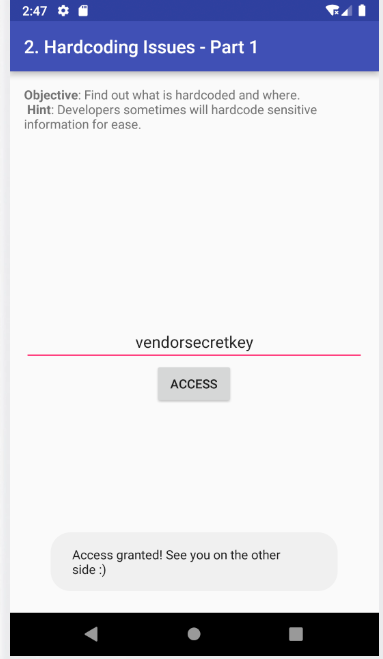 2:47
2. Hardcoding Issues - Part 1
Objective: Find out what is hardcoded and where.
Hint: Developers sometimes will hardcode sensitive
information for ease.
vendorsecretkey
ACCESS
Access granted! See you on the other
side :)